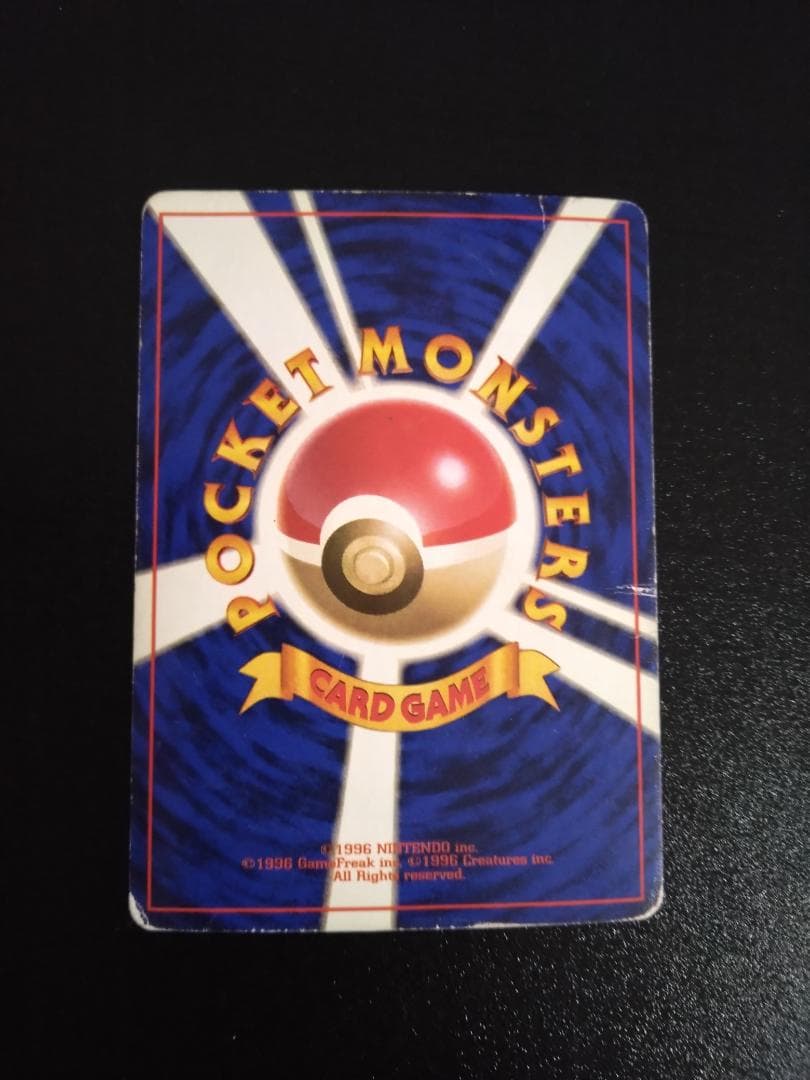 POCKET MONSTERS
CARD GAME
©1996 NINTENDO inc.
©1996 GameFreak inc. ©1996 Creatures inc.
All Rights reserved.